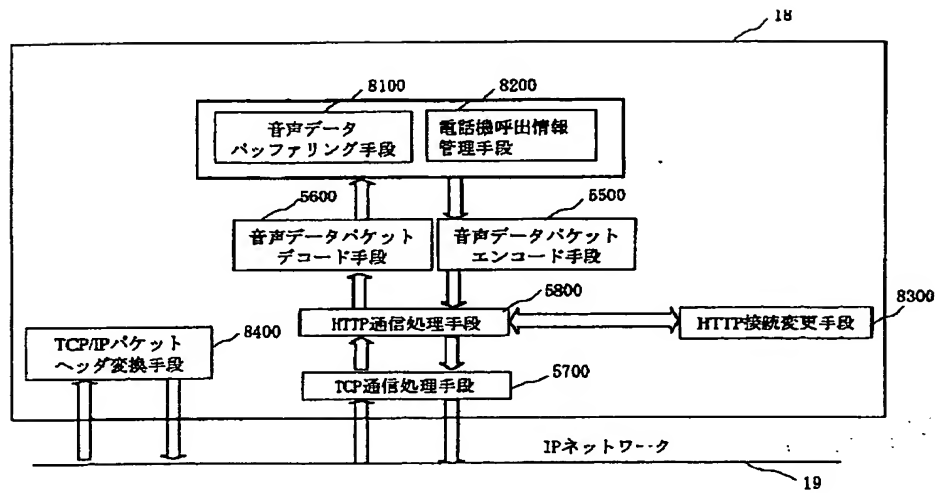 18
8100
8200
音声データ
バッファリング手段
電話機呼出情報
管理手段
5600
5500
音声データパケット
デコード手段
音声データパケット
エンコード手段
5800
HTTP通信処理手段
HTTP接続変更手段
8300
TCP/IPパケット
ヘッダ変換手段
8400
TCP通信処理手段
5700
IPネットワーク
19